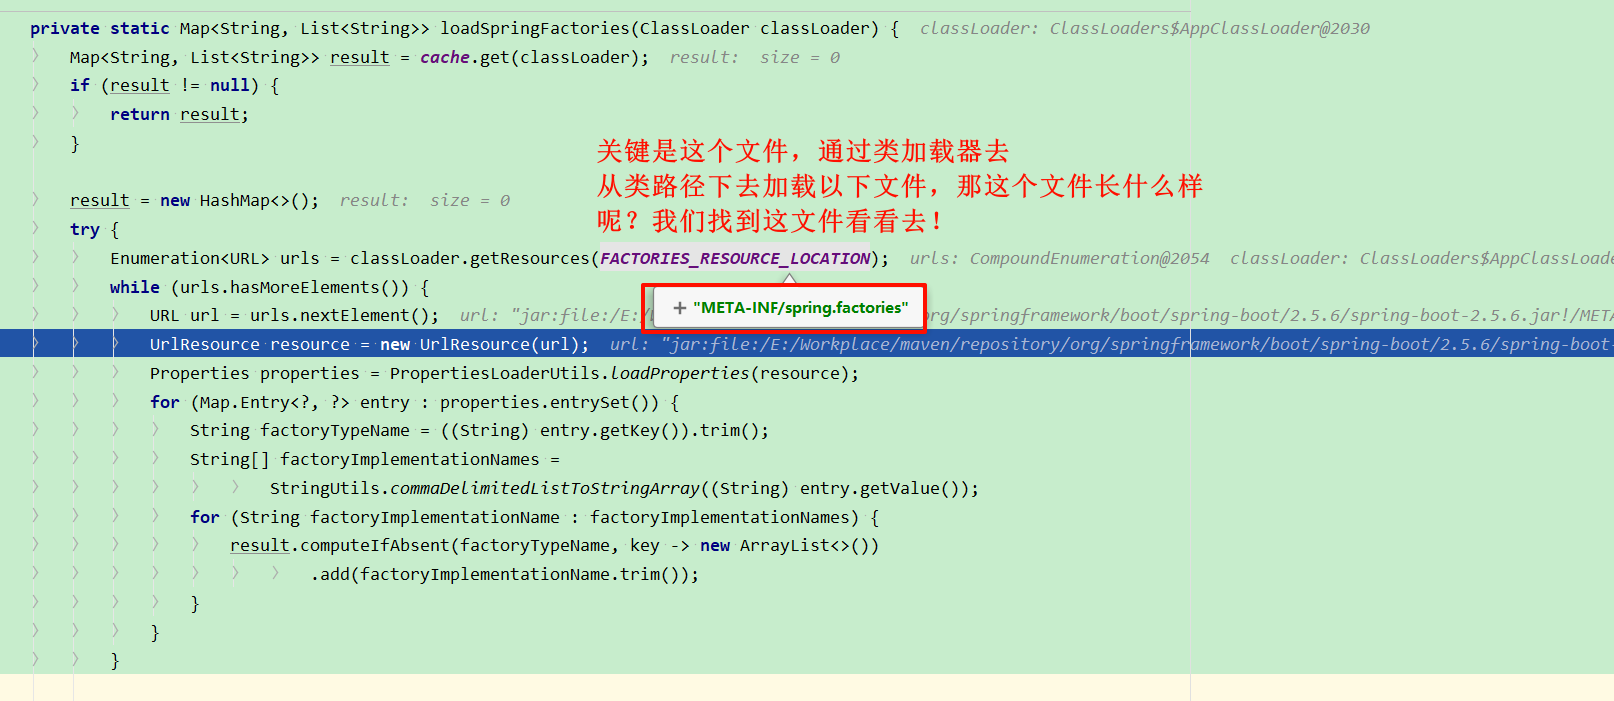 private static Map<String, List<String>> loadSpringFactories(ClassLoader classLoader) {  classLoader: ClassLoaders$AppClassLoader@2030
Map<String, List<String>> result = cache.get(classLoader);  result:  size = 0
if (result != null) {
return result;
}
关键是这个文件，通过类加载器去
从类路径下去加载以下文件，那这个文件长什么样
呢？我们找到这文件看看去！
result = new HashMap<>();  result:  size = 0
try {
Enumeration<URL> urls = classLoader.getResources(FACTORIES_RESOURCE_LOCATION);  urls: CompoundEnumeration@2054  classLoader: ClassLoaders$AppClassLoade
while (urls.hasMoreElements()) {
+ "META-INF/spring.factories"
URL url = urls.nextElement();  url: "jar:file:/E:/ org/springframework/boot/spring-boot/2.5.6/spring-boot-2.5.6.jar!/META
UrlResource resource = new UrlResource(url);  url: "jar:file:/E:/Workplace/maven/repository/org/springframework/boot/spring-boot/2.5.6/spring-boot-
Properties properties = PropertiesLoaderUtils.loadProperties(resource);
for (Map.Entry<?, ?> entry : properties.entrySet()) {
String factoryTypeName = ((String) entry.getKey()).trim();
String[] factoryImplementationNames =
StringUtils.commaDelimitedListToStringArray((String) entry.getValue());
for (String factoryImplementationName : factoryImplementationNames) {
result.computeIfAbsent(factoryTypeName, key -> new ArrayList<>())
.add(factoryImplementationName.trim());
}
}
}